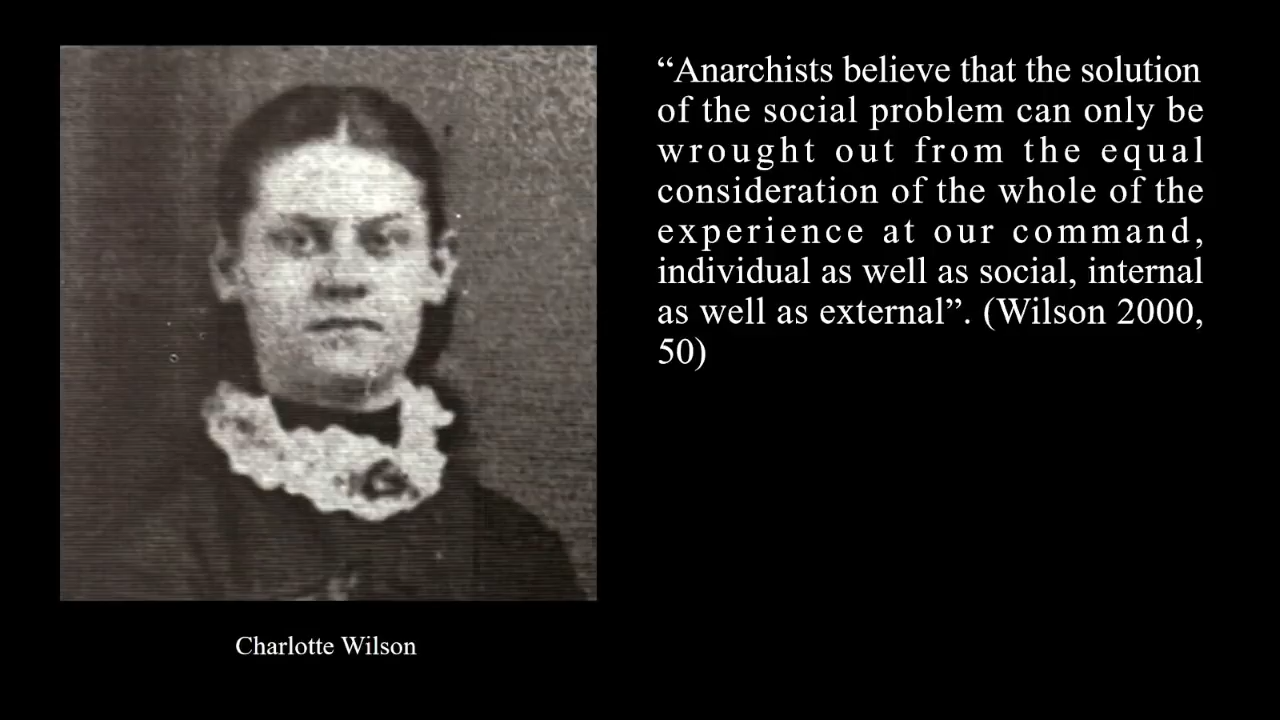 “Anarchists believe that the solution
of the social problem can only be
wrought out from the equal
consideration of the whole of the
experience at our command,
individual as well as social, internal
as well as external”. (Wilson 2000,
50)
Charlotte Wilson